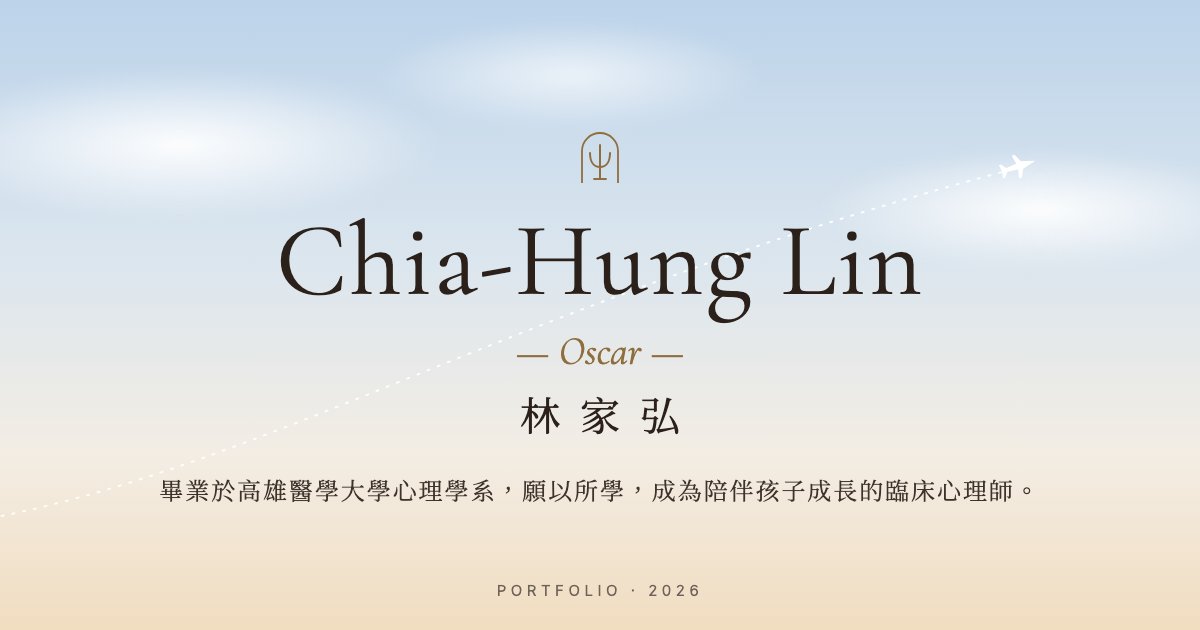 Chia-Hung Lin
— Oscar —
林家弘
畢業於高雄醫學大學心理學系，願以所學，成為陪伴孩子成長的臨床心理師。
PORTFOLIO · 2026